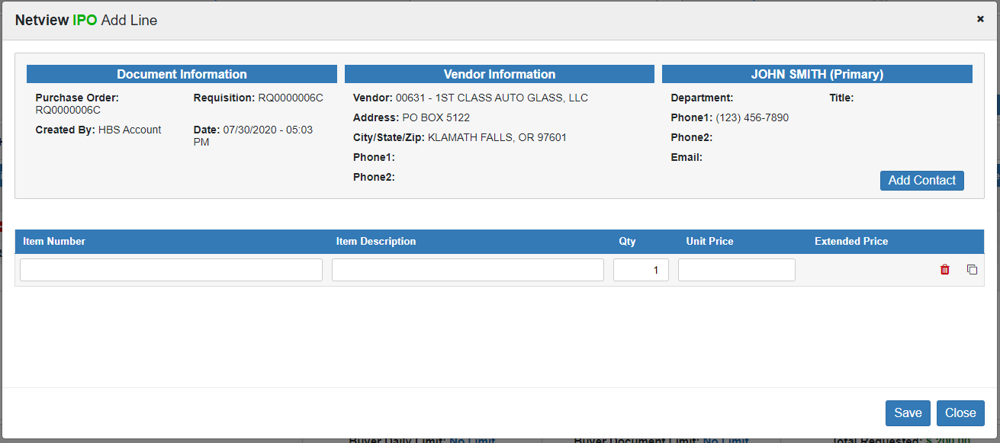 Netview IPO Add Line
×
Document Information
Purchase Order:
RQ0000006C
Requisition: RQ0000006C
Created By: HBS Account
Date: 07/30/2020 - 05:03
PM
Vendor Information
Vendor: 00631 - 1ST CLASS AUTO GLASS, LLC
Address: PO BOX 5122
City/State/Zip: KLAMATH FALLS, OR 97601
Phone1:
Phone2:
JOHN SMITH (Primary)
Department:
Title:
Phone1: (123) 456-7890
Phone2:
Email:
Add Contact
Item Number Item Description Qty Unit Price Extended Price
1
Save Close
Buyer Daily Limit: No Limit Buyer Document Limit: No Limit Total Requested: $ 200.00